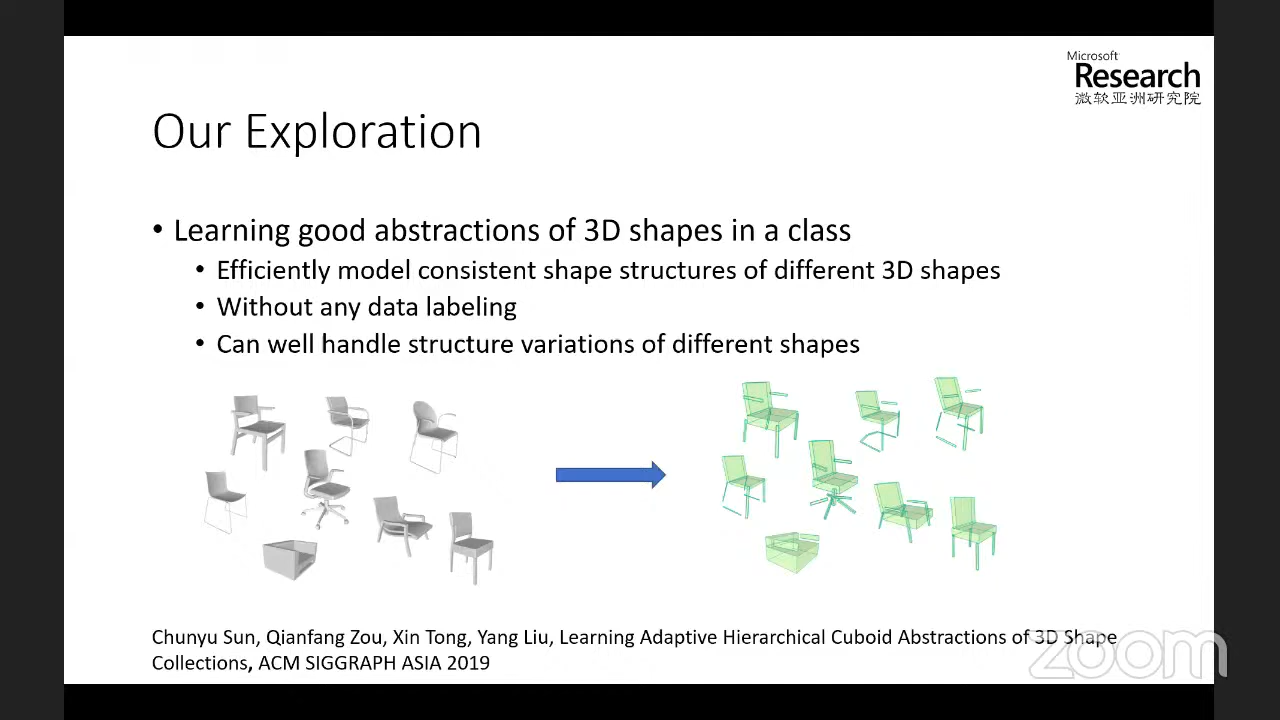 Microsoft
Research
微软亚洲研究院
Our Exploration
• Learning good abstractions of 3D shapes in a class
• Efficiently model consistent shape structures of different 3D shapes
• Without any data labeling
• Can well handle structure variations of different shapes
Chunyu Sun, Qianfang Zou, Xin Tong, Yang Liu, Learning Adaptive Hierarchical Cuboid Abstractions of 3D Shape
Collections, ACM SIGGRAPH ASIA 2019
zoom